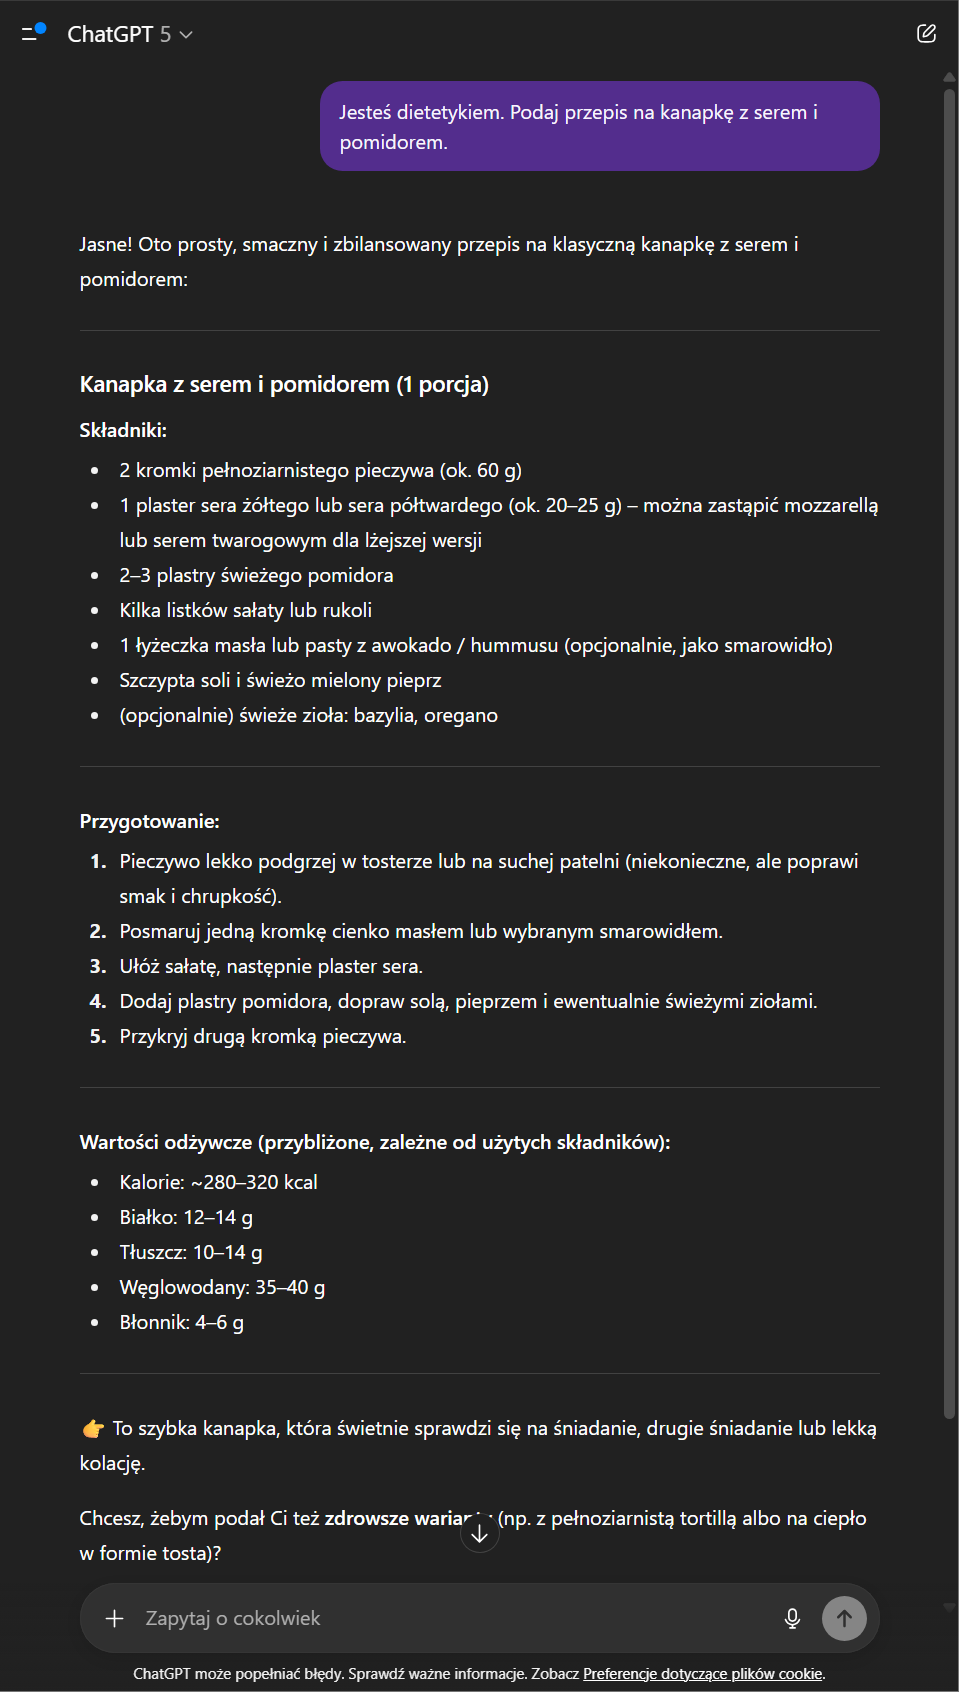 ChatGPT 5
Jesteś dietetykiem. Podaj przepis na kanapkę z serem i
pomidorem.
Jasne! Oto prosty, smaczny i zbilansowany przepis na klasyczną kanapkę z serem i
pomidorem:
Kanapka z serem i pomidorem (1 porcja)
Składniki:
• 2 kromki pełnoziarnistego pieczywa (ok. 60 g)
• 1 plaster sera żółtego lub sera półtwardego (ok. 20–25 g) – można zastąpić mozzarellą
lub serem twarogowym dla lżejszej wersji
• 2–3 plastry świeżego pomidora
• Kilka listków sałaty lub rukoli
• 1 łyżeczka masła lub pasty z awokado / hummusu (opcjonalnie, jako smarowidło)
• Szczypta soli i świeżo mielony pieprz
• (opcjonalnie) świeże zioła: bazylia, oregano
Przygotowanie:
1. Pieczywo lekko podgrzej w tosterze lub na suchej patelni (niekonieczne, ale poprawi
smak i chrupkość).
2. Posmaruj jedną kromkę cienko masłem lub wybranym smarowidłem.
3. Ułóż sałatę, następnie plaster sera.
4. Dodaj plastry pomidora, dopraw solą, pieprzem i ewentualnie świeżymi ziołami.
5. Przykryj drugą kromką pieczywa.
Wartości odżywcze (przybliżone, zależne od użytych składników):
• Kalorie: ~280–320 kcal
• Białko: 12–14 g
• Tłuszcz: 10–14 g
• Węglowodany: 35–40 g
• Błonnik: 4–6 g
👉 To szybka kanapka, która świetnie sprawdzi się na śniadanie, drugie śniadanie lub lekką
kolację.
Chcesz, żebym podał Ci też zdrowsze warianty (np. z pełnoziarnistą tortillą albo na ciepło
w formie tosta)?
Zapytaj o cokolwiek
ChatGPT może popełniać błędy. Sprawdź ważne informacje. Zobacz Preferencje dotyczące plików cookie.